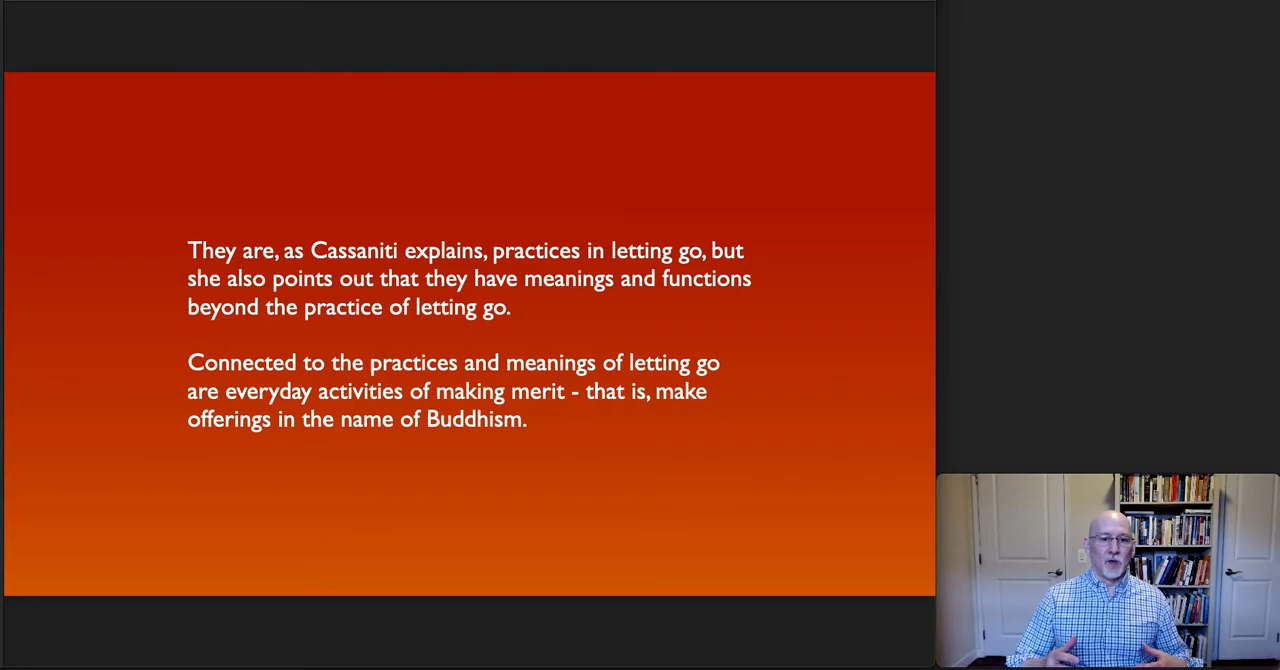 They are, as Cassaniti explains, practices in letting go, but
she also points out that they have meanings and functions
beyond the practice of letting go.
Connected to the practices and meanings of letting go
are everyday activities of making merit - that is, make
offerings in the name of Buddhism.